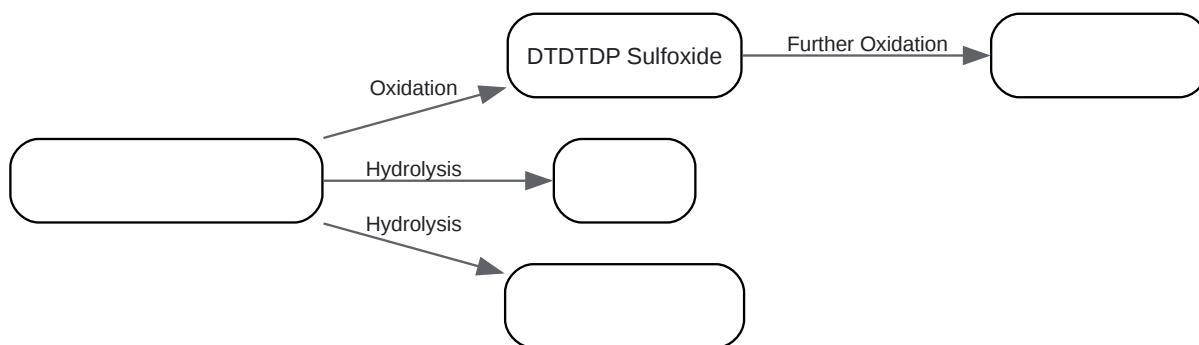 DTDTDP Sulfoxide
Further Oxidation
Oxidation
Hydrolysis
Hydrolysis